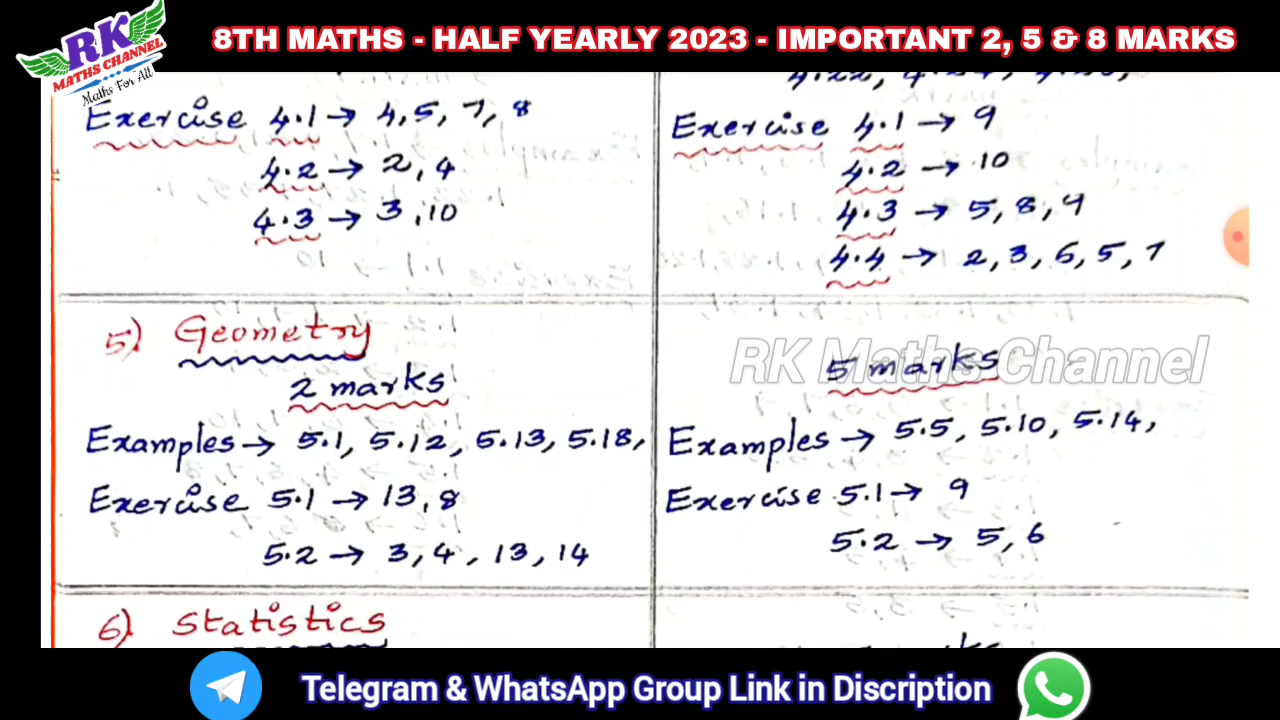 RK
MATHS CHANNEL
Maths For All
8TH MATHS - HALF YEARLY 2023 - IMPORTANT 2, 5 & 8 MARKS
Exercise 4.1 → 4, 5, 7, 8
4.2 → 2, 4
4.3 → 3, 10
Exercise 4.1 → 9
4.2 → 10
4.3 → 5, 8, 9
4.4 → 2, 3, 6, 5, 7
5) Geometry
2 marks
Examples → 5.1, 5.12, 5.13, 5.18,
Exercise 5.1 → 13, 8
5.2 → 3, 4, 13, 14
RK Maths Channel
5 marks
Examples → 5.5, 5.10, 5.14,
Exercise 5.1 → 9
5.2 → 5, 6
6) Statistics
Telegram & WhatsApp Group Link in Discription